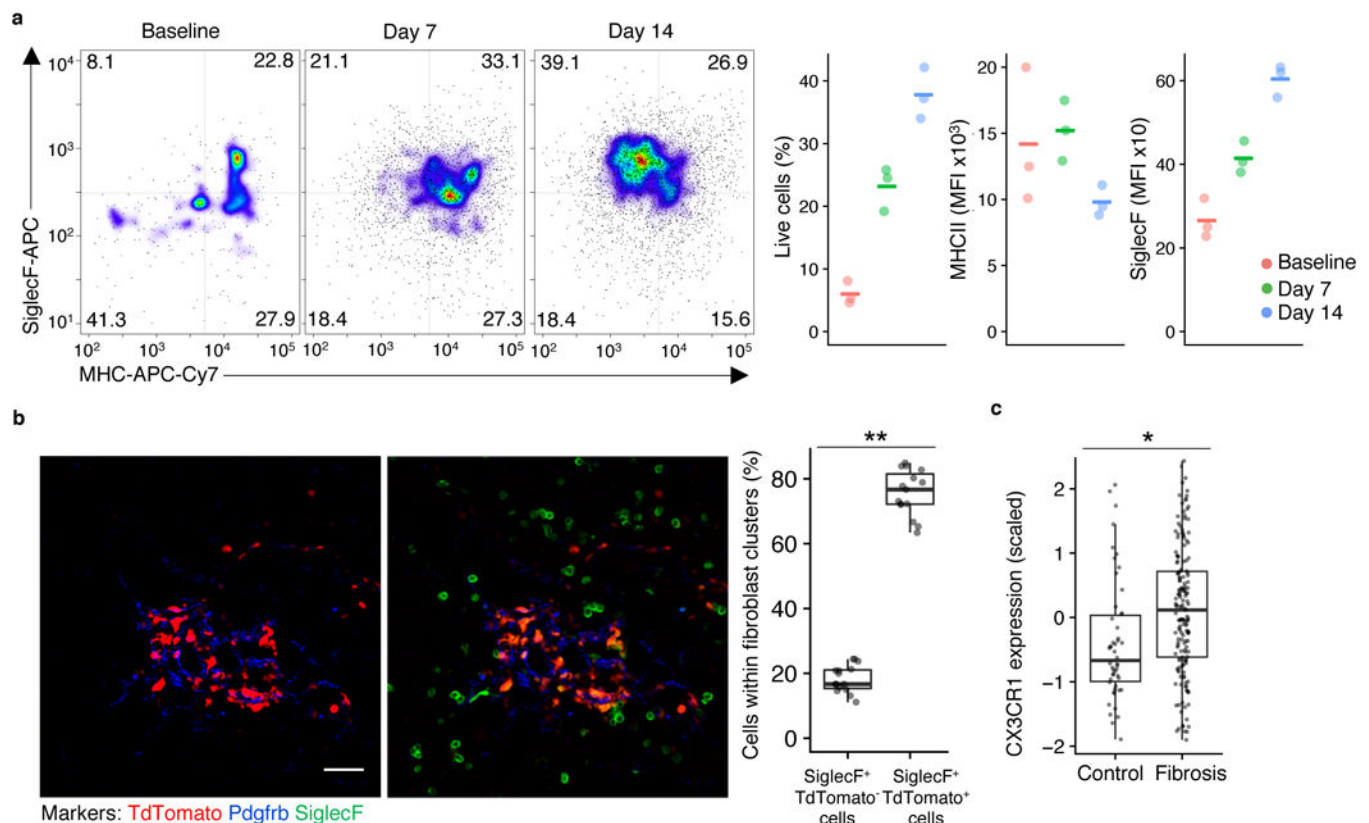 a
Baseline
Day 7
Day 14
SiglecF-APC
10⁴
10³
10²
10¹
8.1
22.8
41.3
27.9
21.1
33.1
18.4
27.3
39.1
26.9
18.4
15.6
10² 10³ 10⁴ 10⁵
10² 10³ 10⁴ 10⁵
10² 10³ 10⁴ 10⁵
MHC-APC-Cy7
Live cells (%)
40
30
20
10
0
MHCII (MFI x10³)
20
15
10
5
0
SiglecF (MFI x10)
60
40
20
0
Baseline
Day 7
Day 14
b
Markers: TdTomato Pdgfrb SiglecF
Cells within fibroblast clusters (%)
80
60
40
20
0
**
SiglecF⁺
TdTomato⁻
cells
SiglecF⁺
TdTomato⁺
cells
c
CX3CR1 expression (scaled)
2
1
0
−1
−2
*
Control
Fibrosis